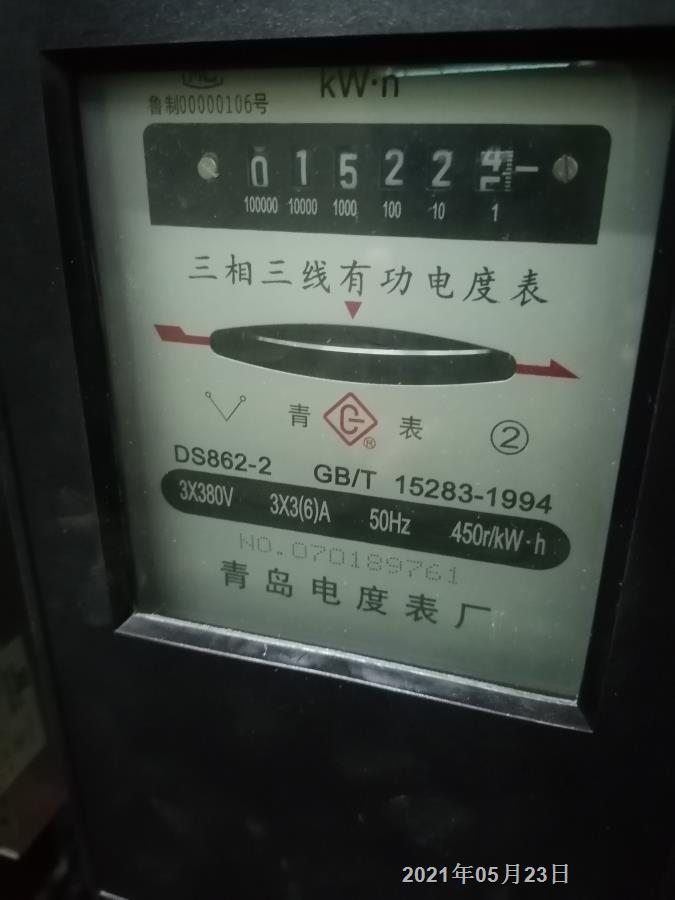 MC
鲁制00000106号
kW·h
0 1 5 2 2 4
100000 10000 1000 100 10 1
三相三线有功电度表
青 G ® 表 ②
DS862-2 GB/T 15283-1994
3X380V 3X3(6)A 50Hz 450r/kW·h
NO.070189761
青岛电度表厂
2021年05月23日